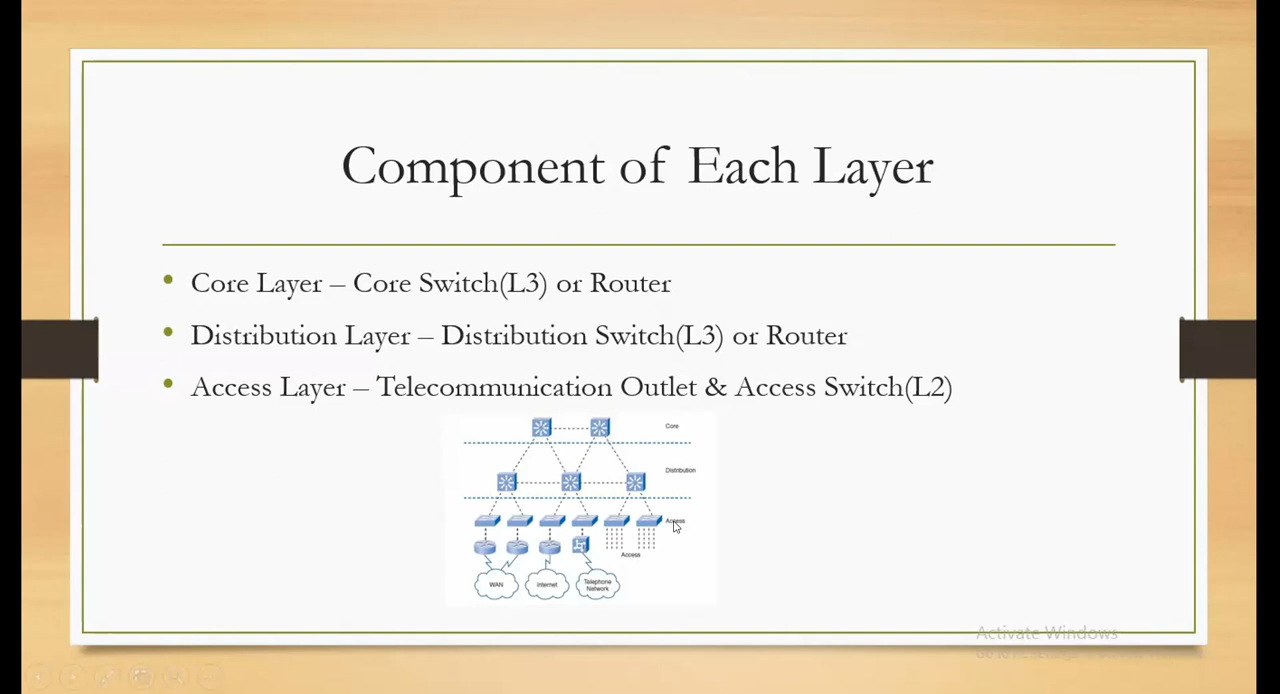 Component of Each Layer
• Core Layer – Core Switch(L3) or Router
• Distribution Layer – Distribution Switch(L3) or Router
• Access Layer – Telecommunication Outlet & Access Switch(L2)
Core
Distribution
Access
Access
WAN
Internet
Telephone
Network
Activate Windows